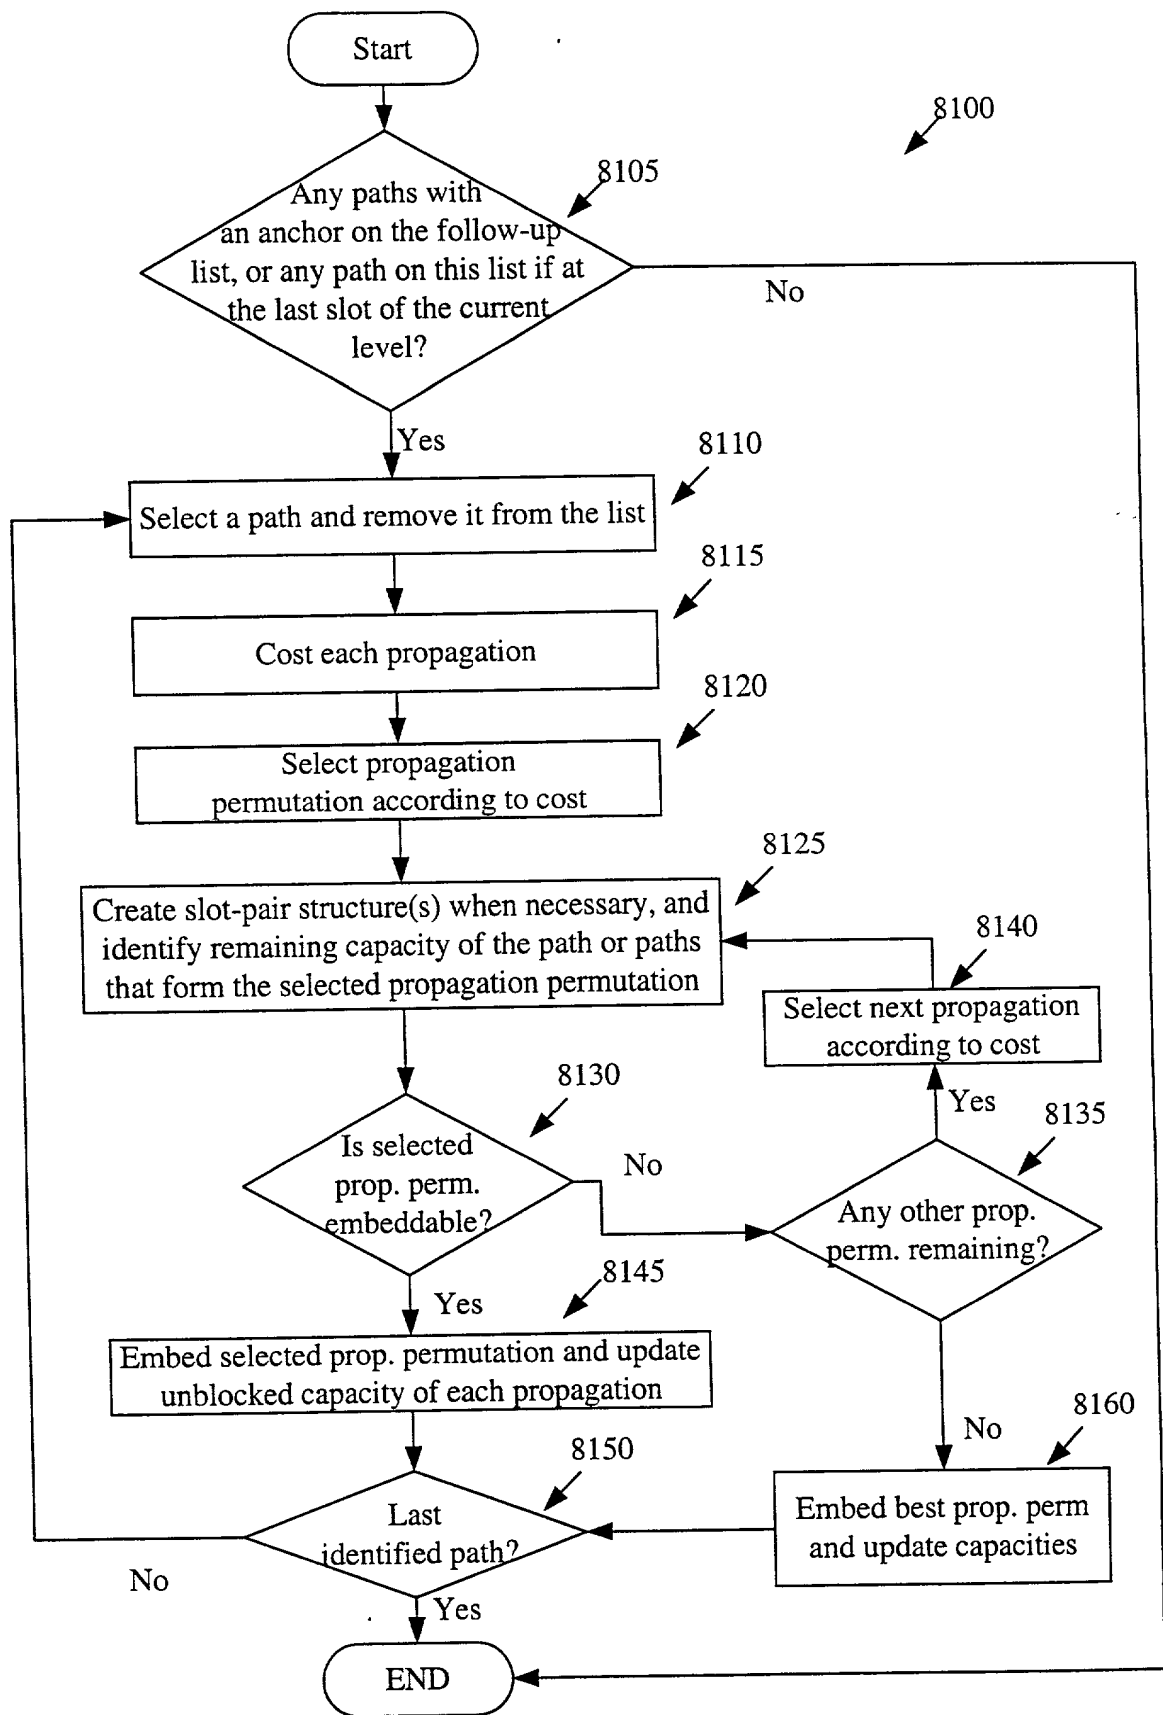 Start
8100
8105
Any paths with
an anchor on the follow-up
list, or any path on this list if at
the last slot of the current
level?
No
Yes
8110
Select a path and remove it from the list
8115
Cost each propagation
8120
Select propagation
permutation according to cost
8125
Create slot-pair structure(s) when necessary, and
identify remaining capacity of the path or paths
that form the selected propagation permutation
8140
Select next propagation
according to cost
8130
Yes
8135
Is selected
prop. perm.
embeddable?
No
Any other prop.
perm. remaining?
8145
Yes
Embed selected prop. permutation and update
unblocked capacity of each propagation
8160
No
8150
Embed best prop. perm
and update capacities
Last
identified path?
No
Yes
END